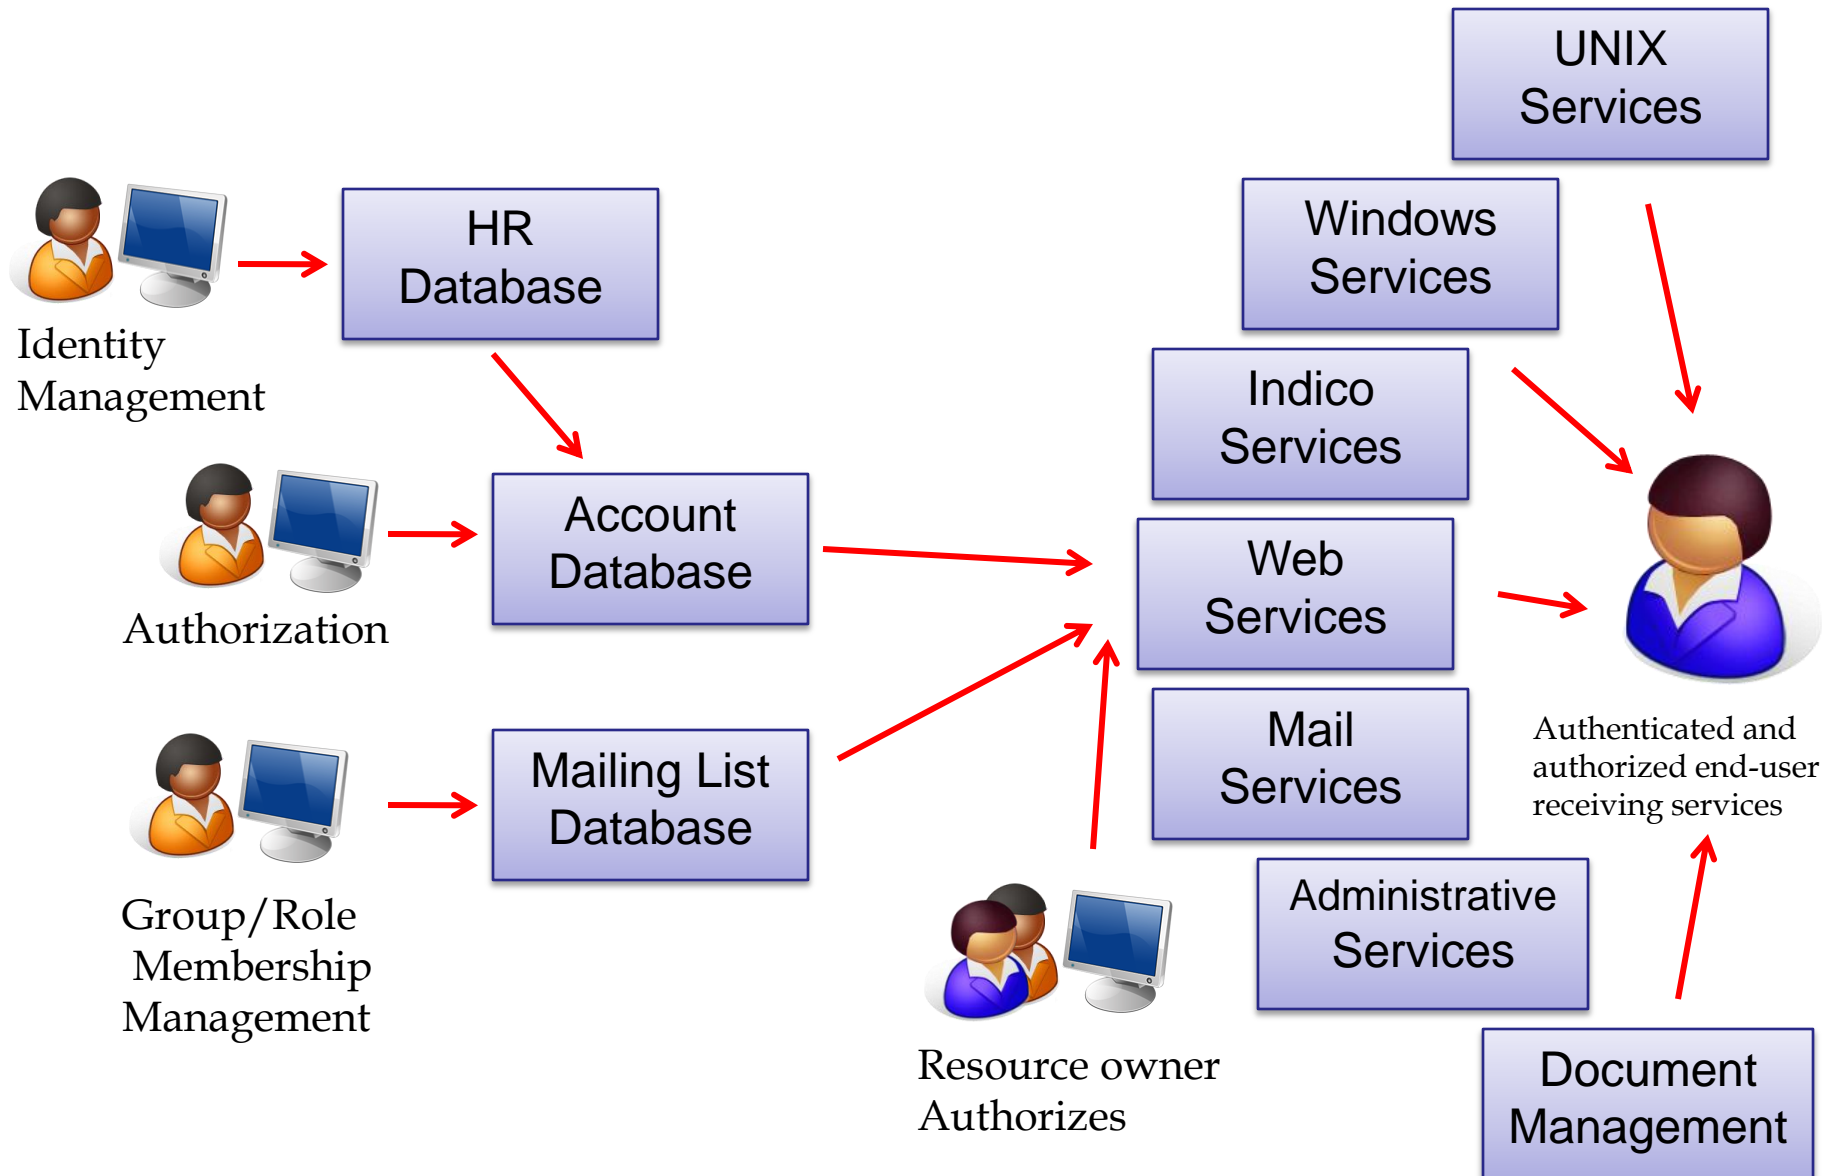 UNIX
Services
Windows
Services
HR
Database
Identity
Management
Indico
Services
Account
Database
Authorization
Web
Services
Mail
Services
Authenticated and
authorized end-user
receiving services
Mailing List
Database
Group/Role
Membership
Management
Administrative
Services
Resource owner
Authorizes
Document
Management